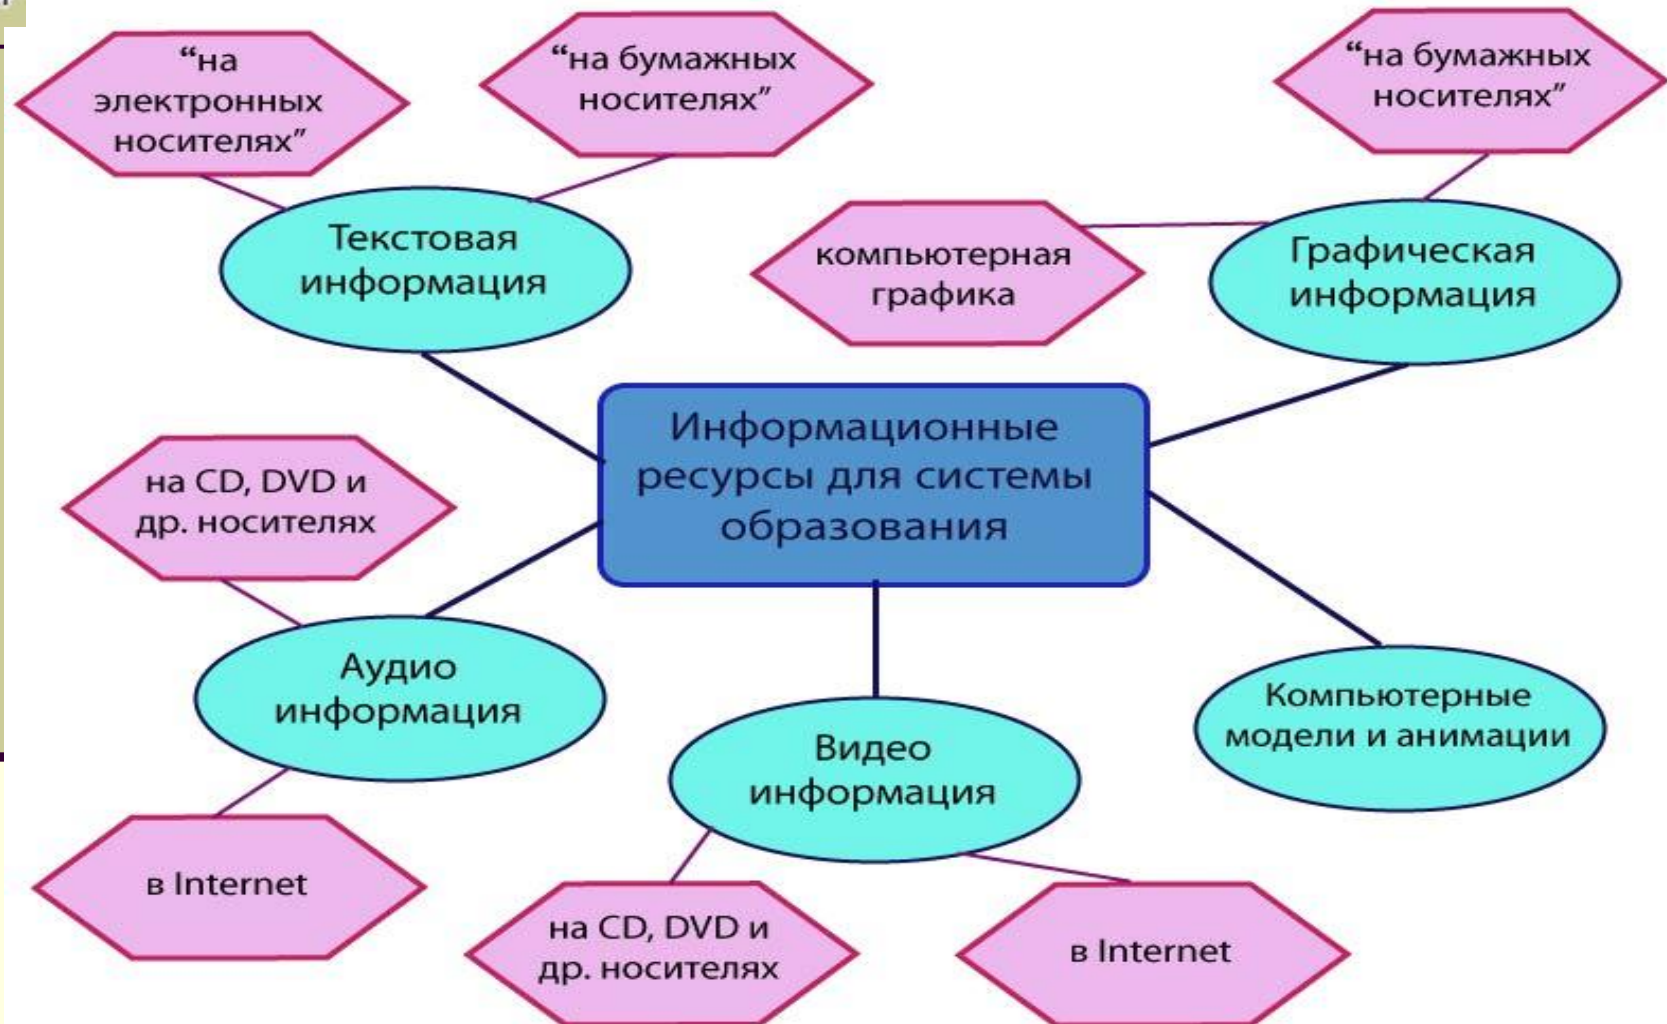 “на
электронных
носителях”
“на бумажных
носителях”
“на бумажных
носителях”
Текстовая
информация
компьютерная
графика
Графическая
информация
Информационные
ресурсы для системы
образования
на CD, DVD и
др. носителях
Аудио
информация
Видео
информация
Компьютерные
модели и анимации
в Internet
на CD, DVD и
др. носителях
в Internet